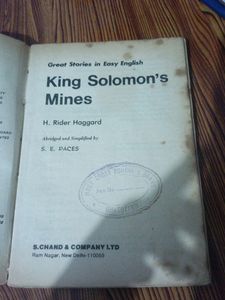 Great Stories in Easy English
King Solomon's
Mines
H. Rider Haggard
Abridged and Simplified by
S. E. PACES
S.CHAND & COMPANY LTD
Ram Nagar, New Delhi-110055